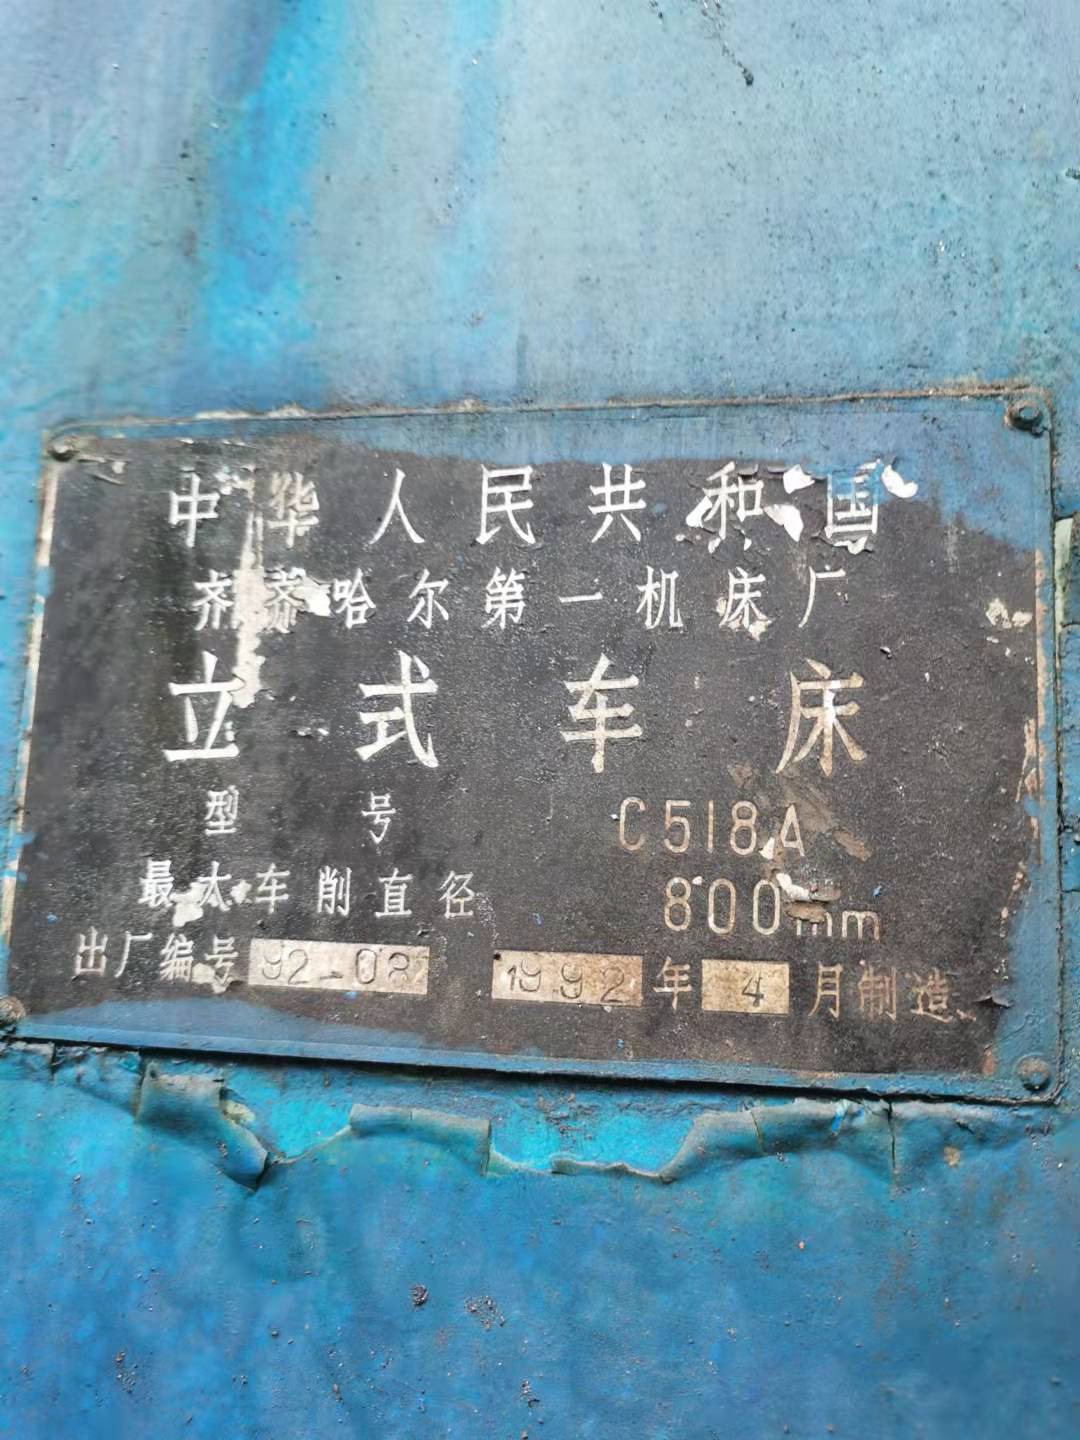 中华人民共和国
齐齐哈尔第一机床厂
立式车床
型号 C518A
最大车削直径 800mm
出厂编号 92-08 1992年4月制造